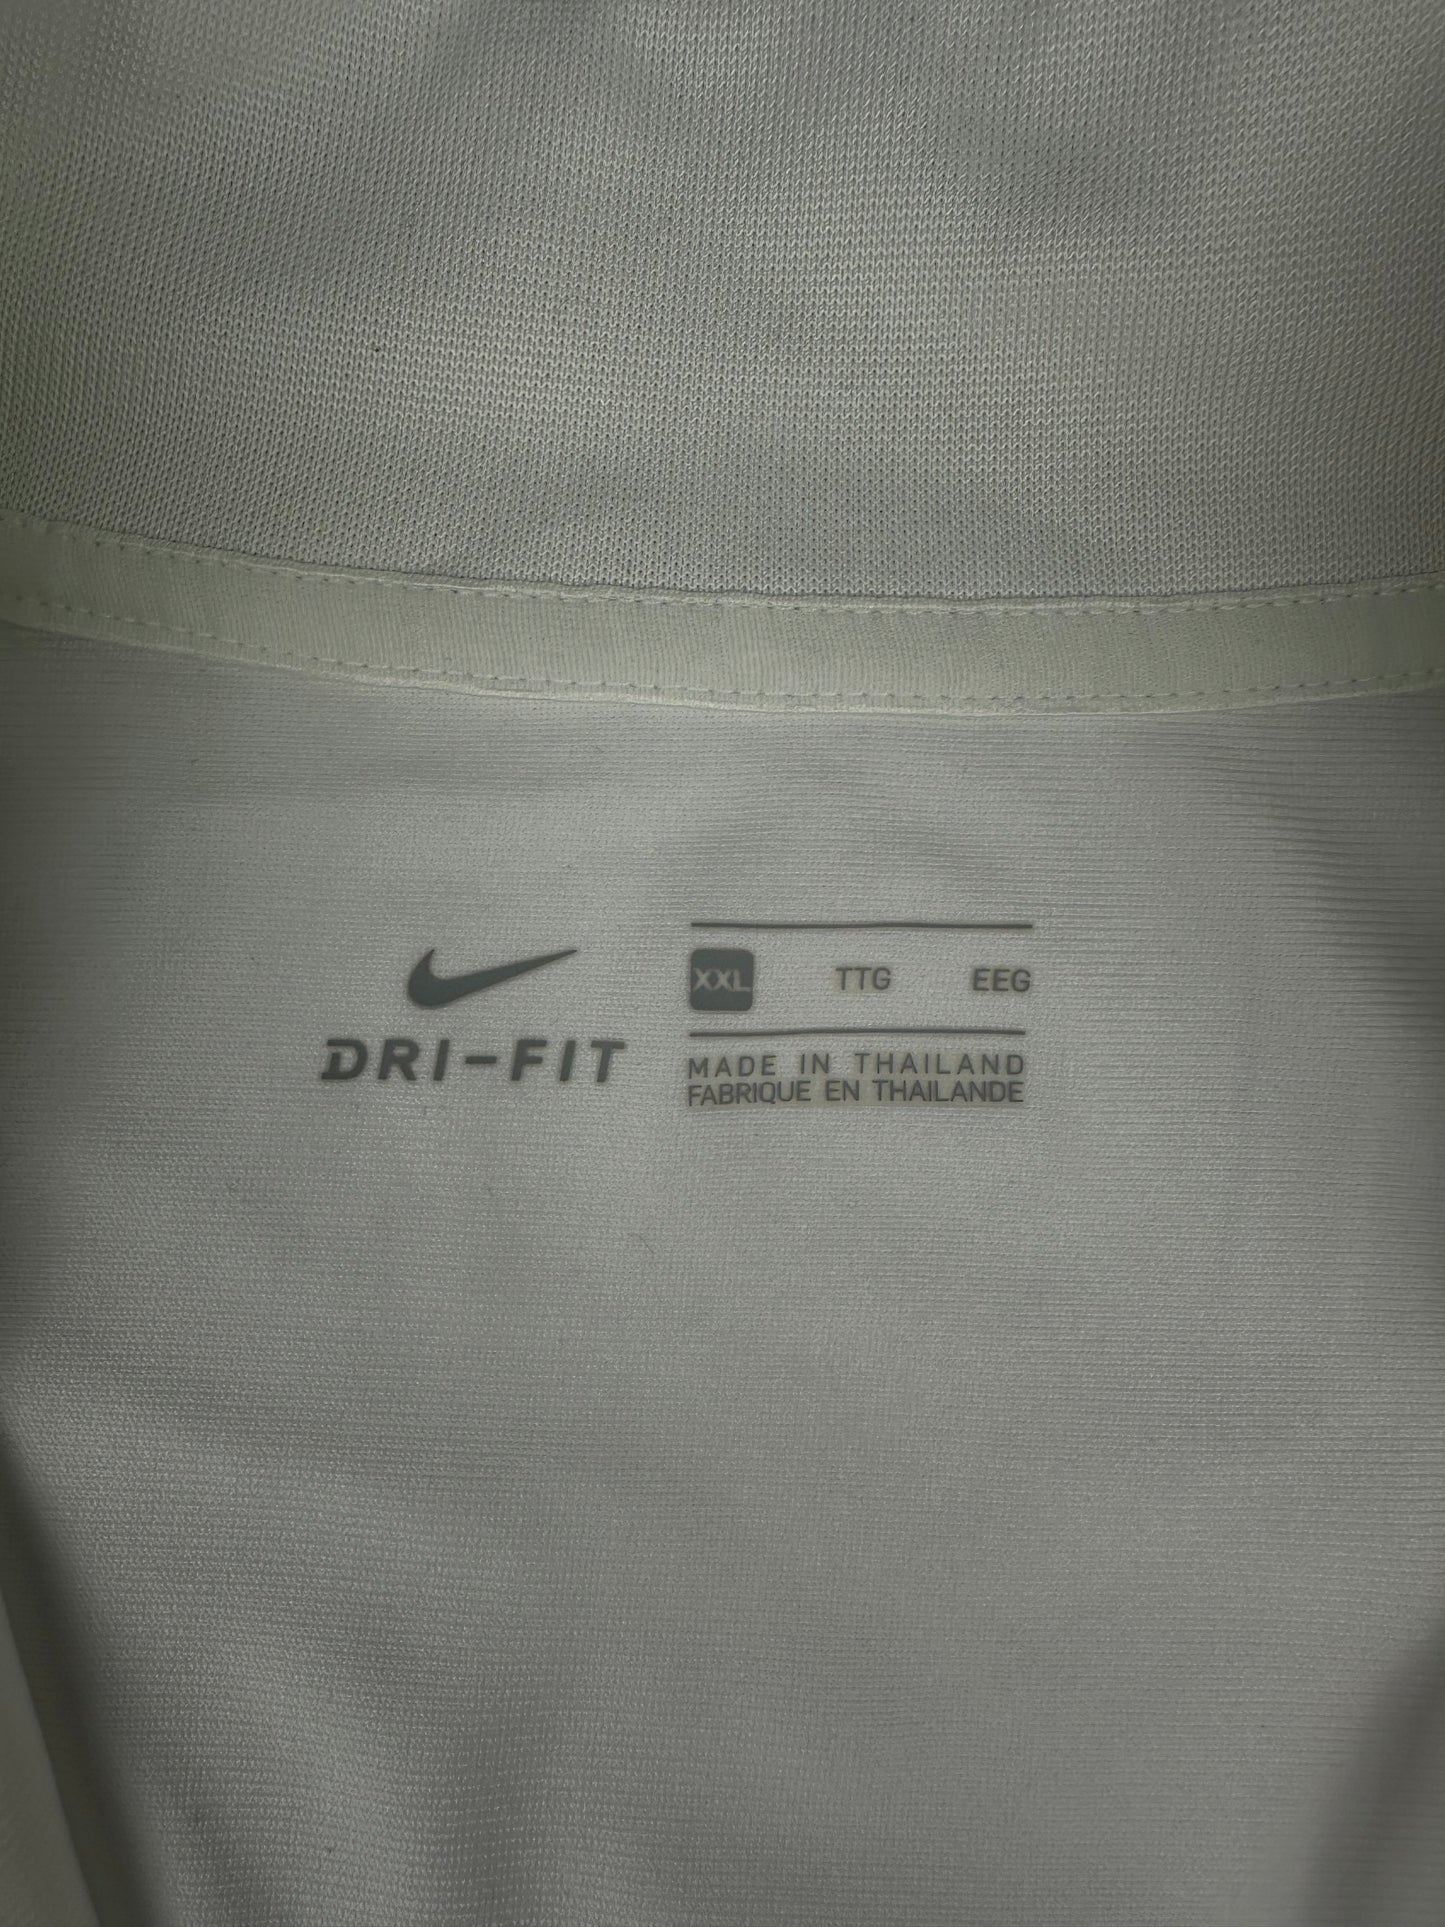 XXL TTG EEG
DRI-FIT
MADE IN THAILAND
FABRIQUE EN THAILANDE